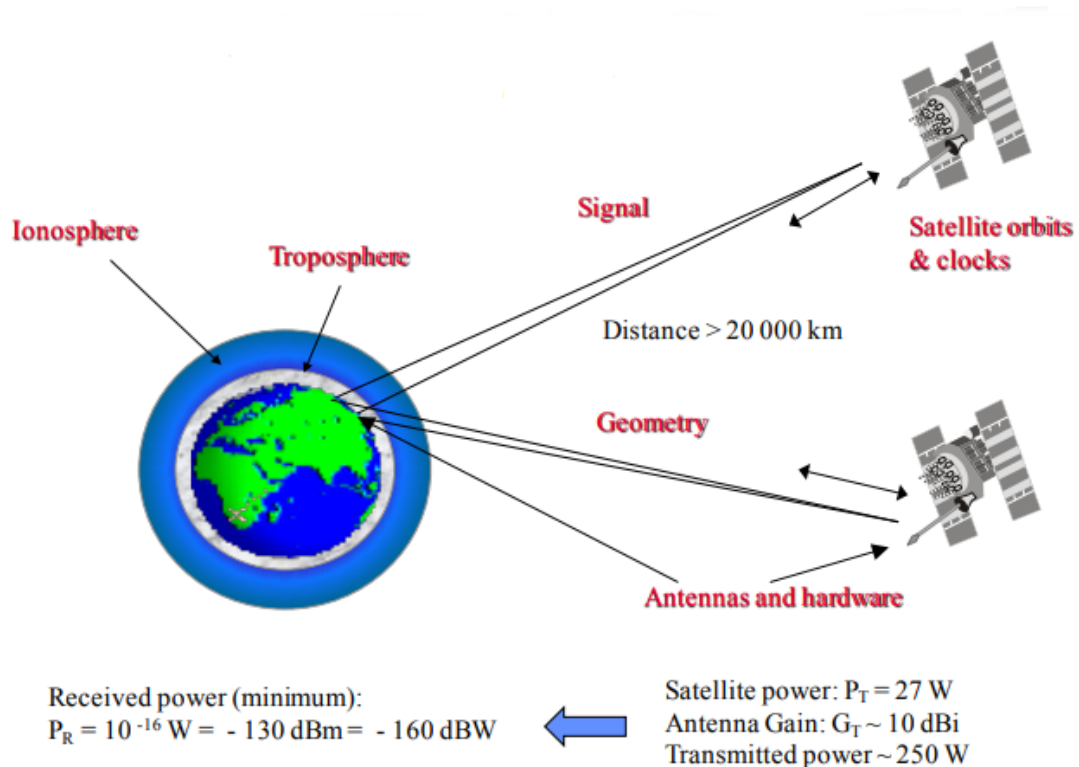 Signal
Ionosphere
Troposphere
Satellite orbits
& clocks
Distance > 20 000 km
Geometry
Antennas and hardware
Received power (minimum):
P_R = 10^-16 W = - 130 dBm = - 160 dBW
Satellite power: P_T = 27 W
Antenna Gain: G_T ~ 10 dBi
Transmitted power ~ 250 W